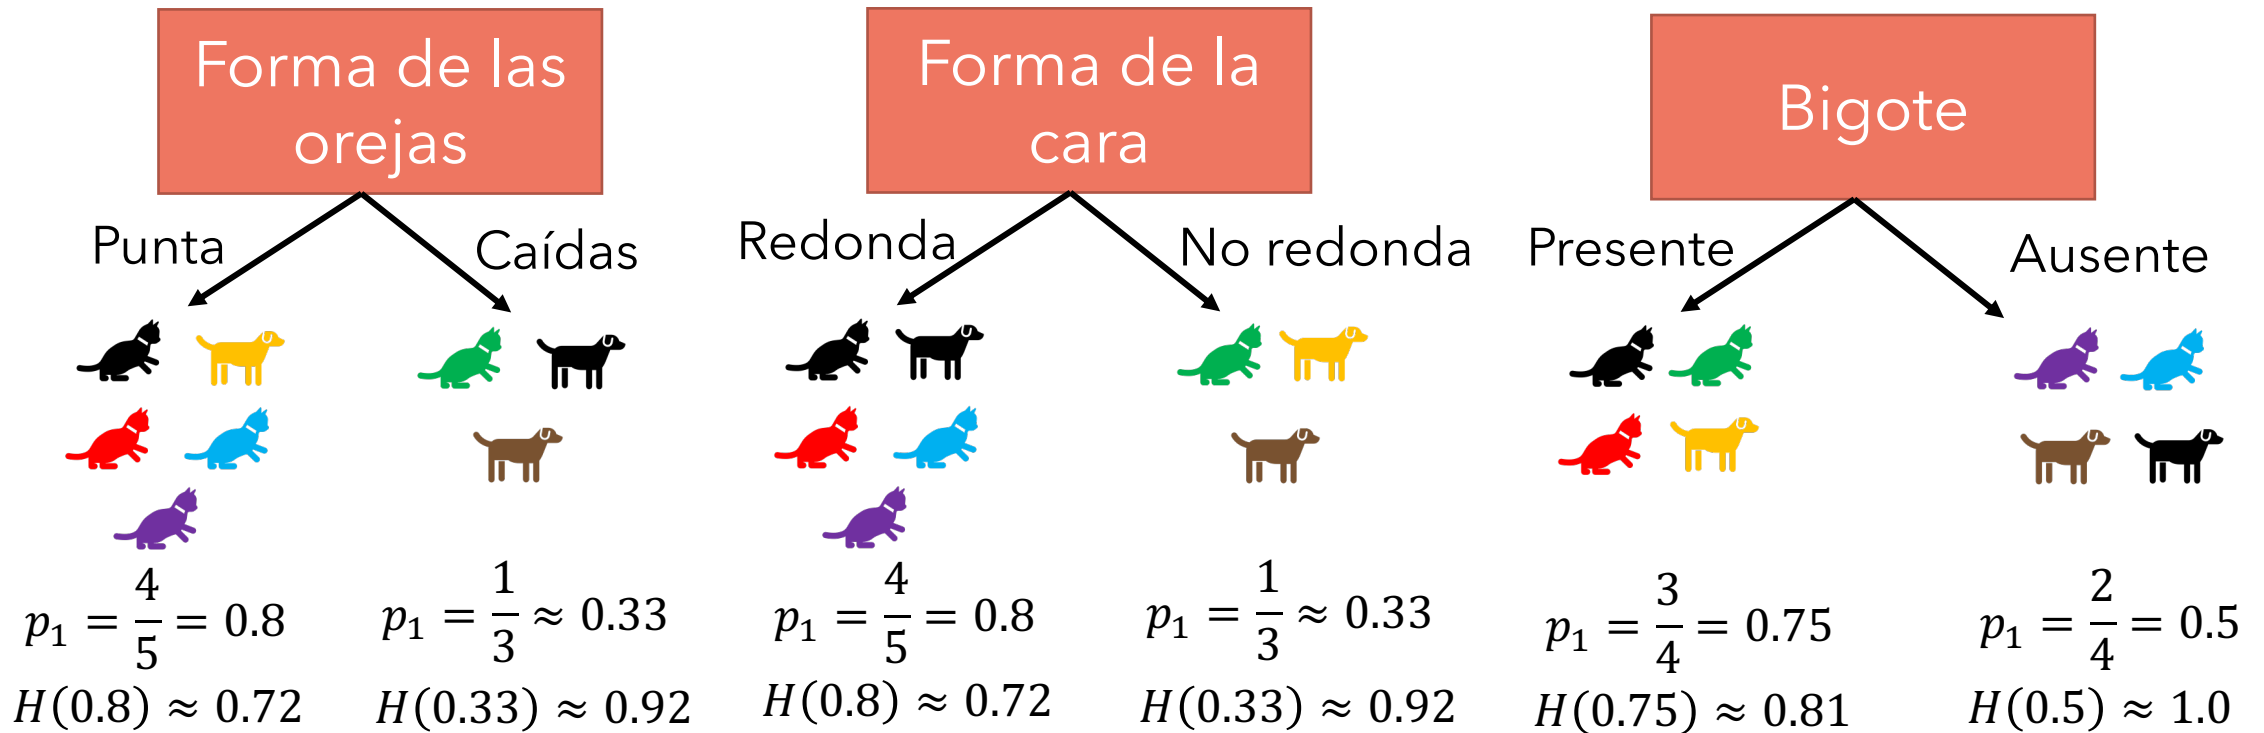 Forma de las
orejas
Punta
Caídas
p₁ = 4/5 = 0.8
H(0.8) ≈ 0.72
p₁ = 1/3 ≈ 0.33
H(0.33) ≈ 0.92
Forma de la
cara
Redonda
No redonda
p₁ = 4/5 = 0.8
H(0.8) ≈ 0.72
p₁ = 1/3 ≈ 0.33
H(0.33) ≈ 0.92
Bigote
Presente
Ausente
p₁ = 3/4 = 0.75
H(0.75) ≈ 0.81
p₁ = 2/4 = 0.5
H(0.5) ≈ 1.0